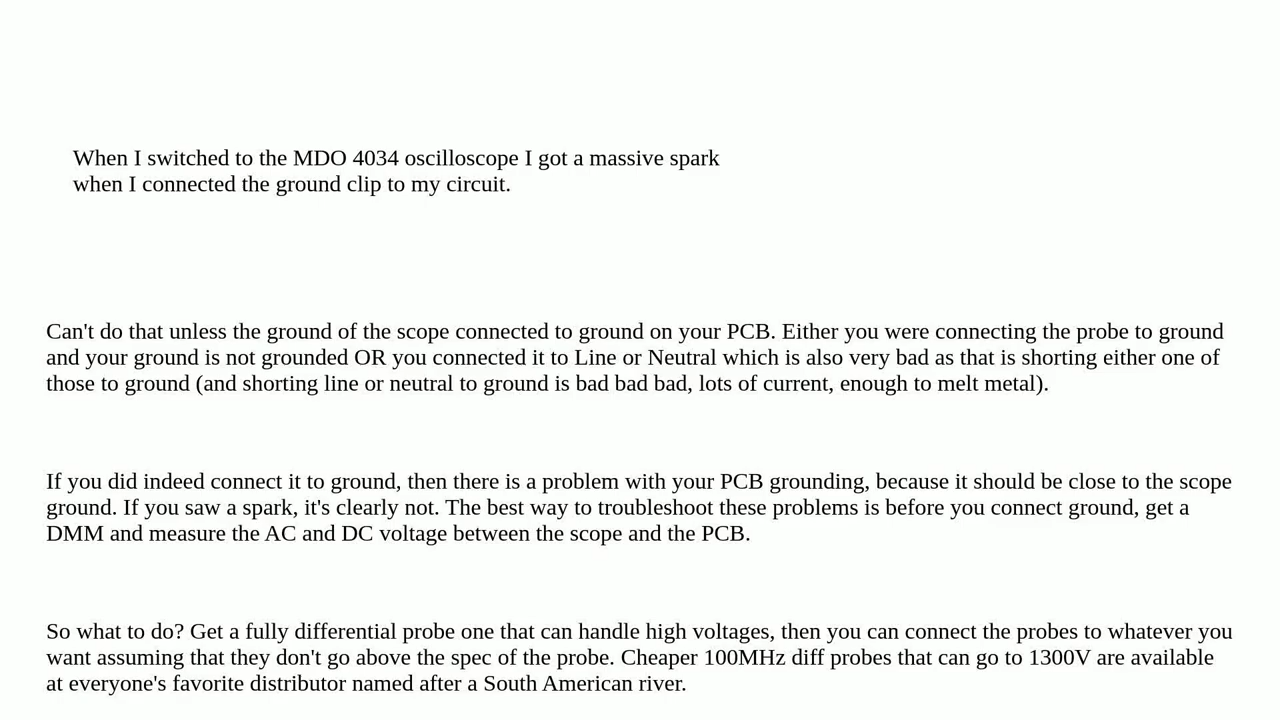 When I switched to the MDO 4034 oscilloscope I got a massive spark
when I connected the ground clip to my circuit.
Can't do that unless the ground of the scope connected to ground on your PCB. Either you were connecting the probe to ground
and your ground is not grounded OR you connected it to Line or Neutral which is also very bad as that is shorting either one of
those to ground (and shorting line or neutral to ground is bad bad bad, lots of current, enough to melt metal).
If you did indeed connect it to ground, then there is a problem with your PCB grounding, because it should be close to the scope
ground. If you saw a spark, it's clearly not. The best way to troubleshoot these problems is before you connect ground, get a
DMM and measure the AC and DC voltage between the scope and the PCB.
So what to do? Get a fully differential probe one that can handle high voltages, then you can connect the probes to whatever you
want assuming that they don't go above the spec of the probe. Cheaper 100MHz diff probes that can go to 1300V are available
at everyone's favorite distributor named after a South American river.